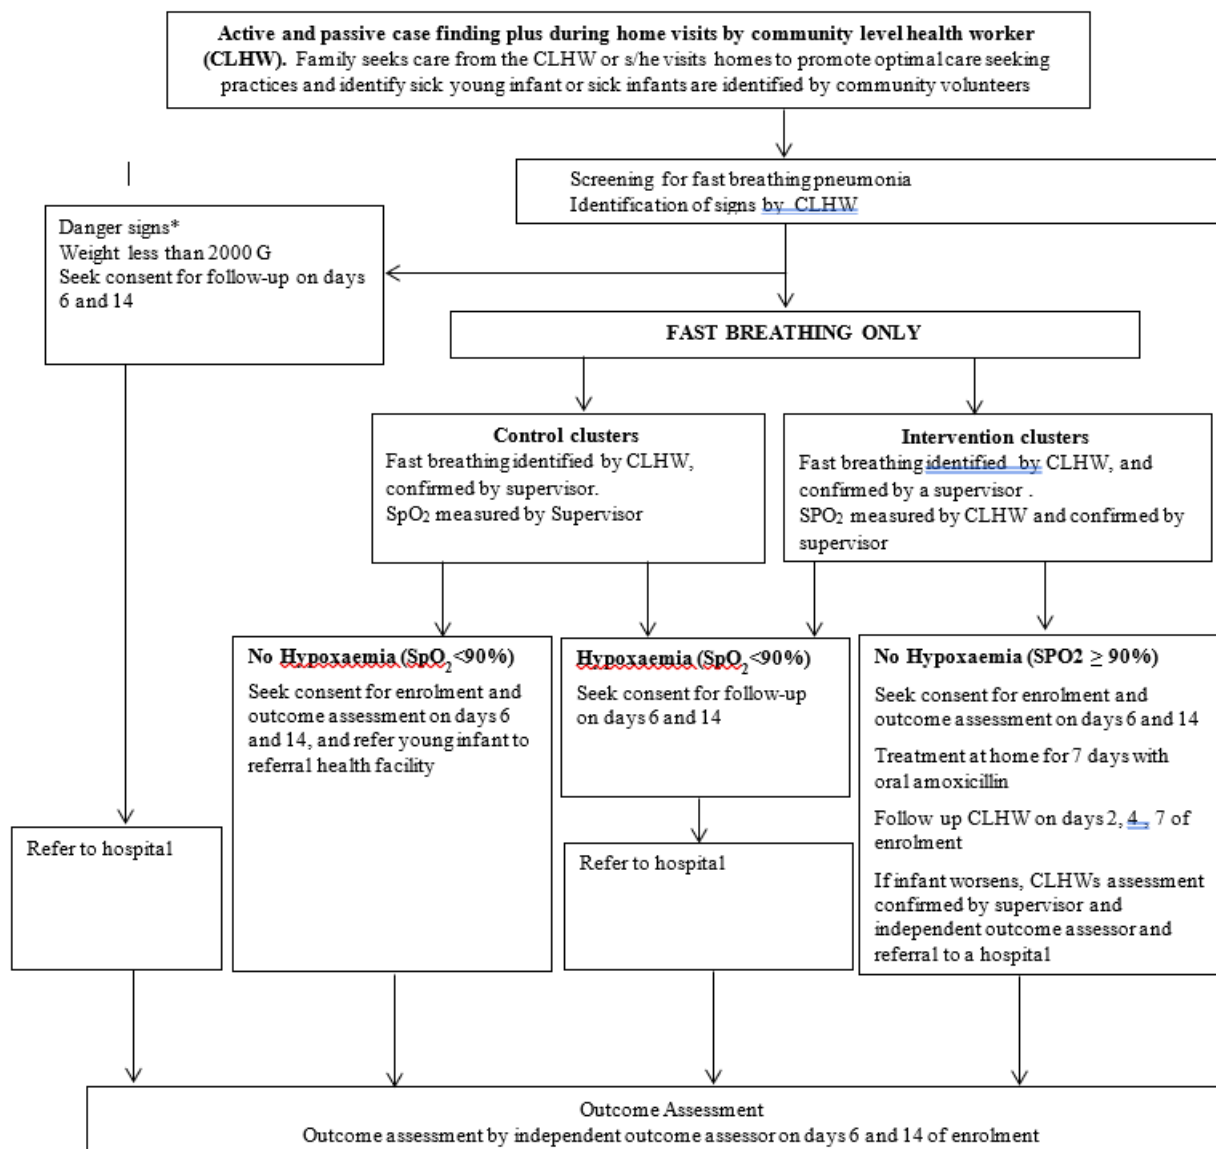 Active and passive case finding plus during home visits by community level health worker
(CLHW). Family seeks care from the CLHW or s/he visits homes to promote optimal care seeking
practices and identify sick young infant or sick infants are identified by community volunteers
Screening for fast breathing pneumonia
Identification of signs by CLHW
Danger signs*
Weight less than 2000 G
Seek consent for follow-up on days
6 and 14
FAST BREATHING ONLY
Control clusters
Fast breathing identified by CLHW,
confirmed by supervisor.
SpO2 measured by Supervisor
Intervention clusters
Fast breathing identified by CLHW, and
confirmed by a supervisor .
SPO2 measured by CLHW and confirmed by
supervisor
No Hypoxaemia (SpO2<90%)
Seek consent for enrolment and
outcome assessment on days 6
and 14, and refer young infant to
referral health facility
Hypoxaemia (SpO2<90%)
Seek consent for follow-up
on days 6 and 14
No Hypoxaemia (SPO2 ≥ 90%)
Seek consent for enrolment and
outcome assessment on days 6 and 14
Treatment at home for 7 days with
oral amoxicillin
Follow up CLHW on days 2, 4 , 7 of
enrolment
If infant worsens, CLHWs assessment
confirmed by supervisor and
independent outcome assessor and
referral to a hospital
Refer to hospital
Refer to hospital
Outcome Assessment
Outcome assessment by independent outcome assessor on days 6 and 14 of enrolment